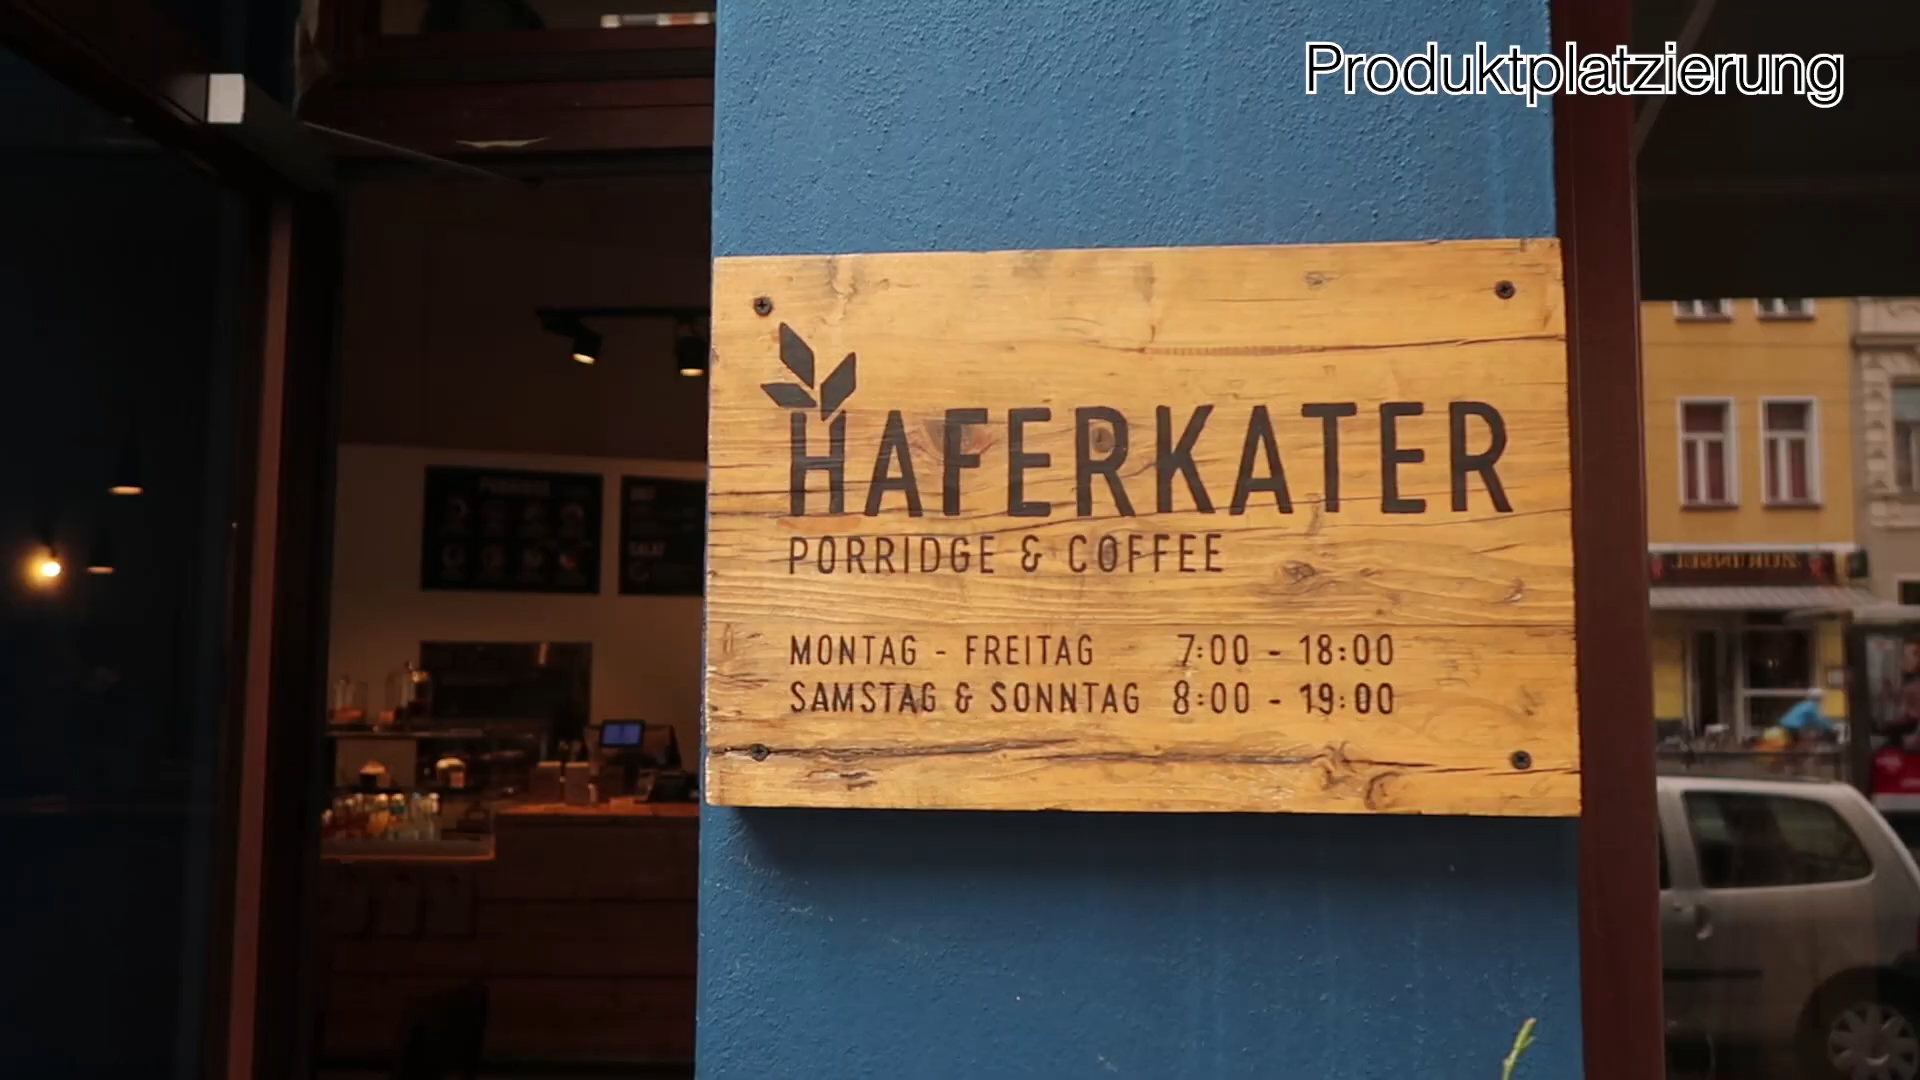 Produktplatzierung
HAFERKATER
PORRIDGE & COFFEE
MONTAG - FREITAG 7:00 - 18:00
SAMSTAG & SONNTAG 8:00 - 19:00